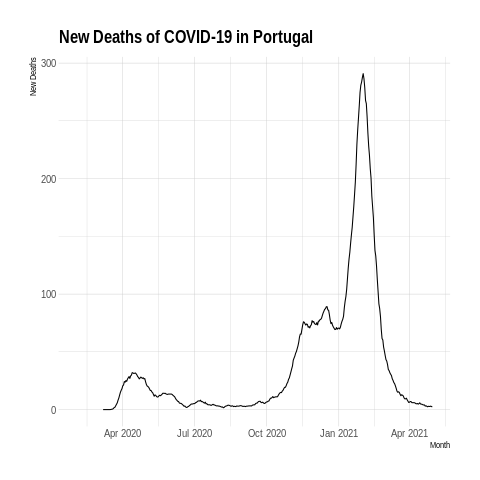 New Deaths of COVID-19 in Portugal
New Deaths
300
200
100
0
Apr 2020
Jul 2020
Oct 2020
Jan 2021
Apr 2021
Month